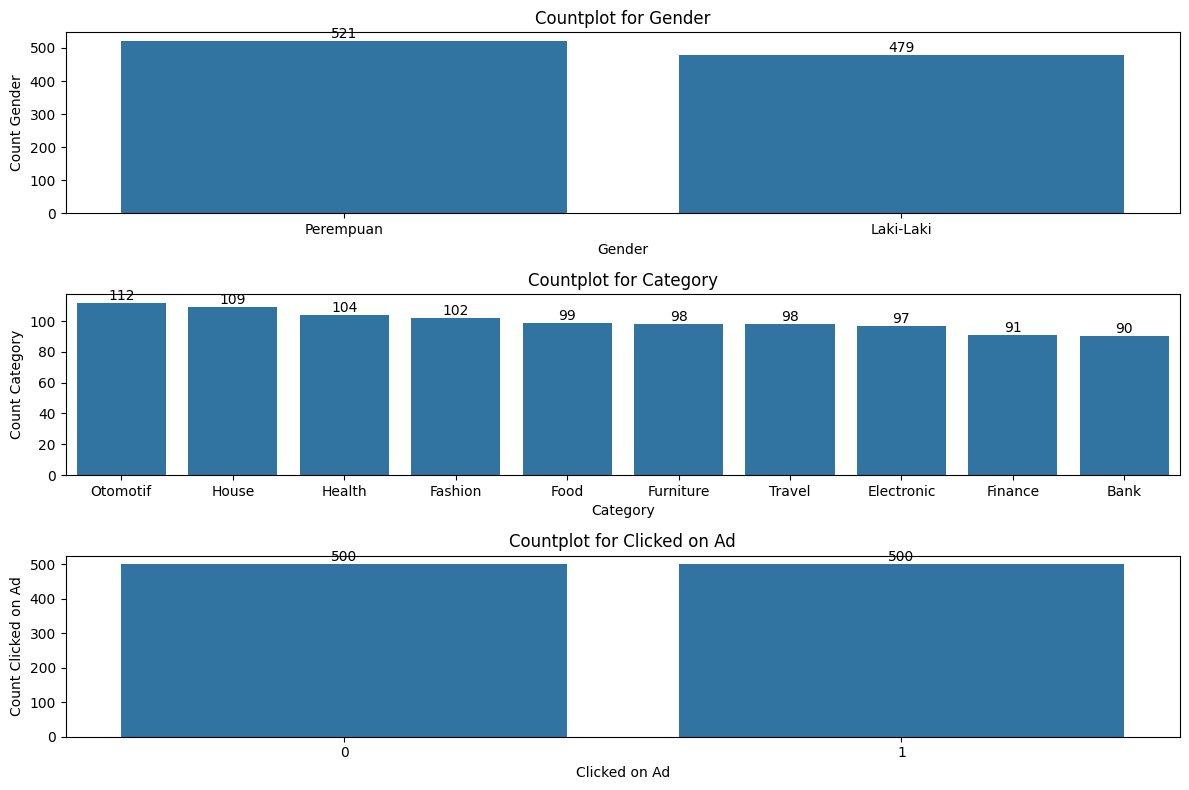 Countplot for Gender
521
479
500
400
300
200
100
0
Count Gender
Perempuan Laki-Laki
Gender
Countplot for Category
112 109 104 102 99 98 98 97 91 90
100
80
60
40
20
0
Count Category
Otomotif House Health Fashion Food Furniture Travel Electronic Finance Bank
Category
Countplot for Clicked on Ad
500 500
500
400
300
200
100
0
Count Clicked on Ad
0 1
Clicked on Ad